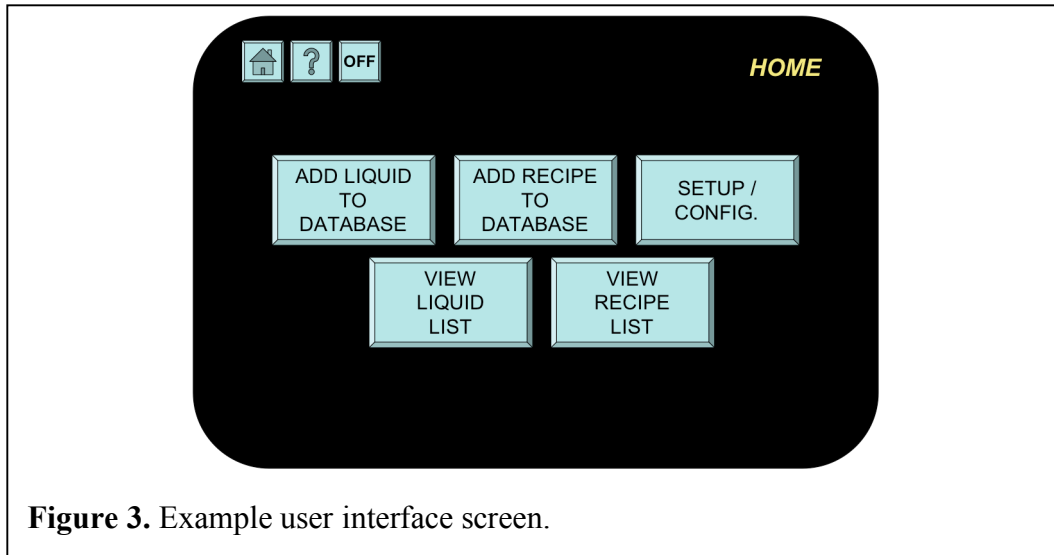 ?
OFF
HOME
ADD LIQUID
TO
DATABASE
ADD RECIPE
TO
DATABASE
SETUP /
CONFIG.
VIEW
LIQUID
LIST
VIEW
RECIPE
LIST
Figure 3. Example user interface screen.